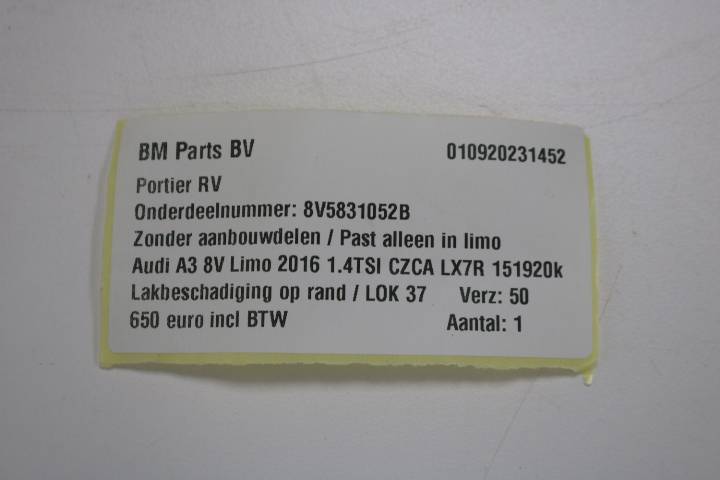 BM Parts BV 010920231452
Portier RV
Onderdeelnummer: 8V5831052B
Zonder aanbouwdelen / Past alleen in limo
Audi A3 8V Limo 2016 1.4TSI CZCA LX7R 151920k
Lakbeschadiging op rand / LOK 37 Verz: 50
650 euro incl BTW Aantal: 1